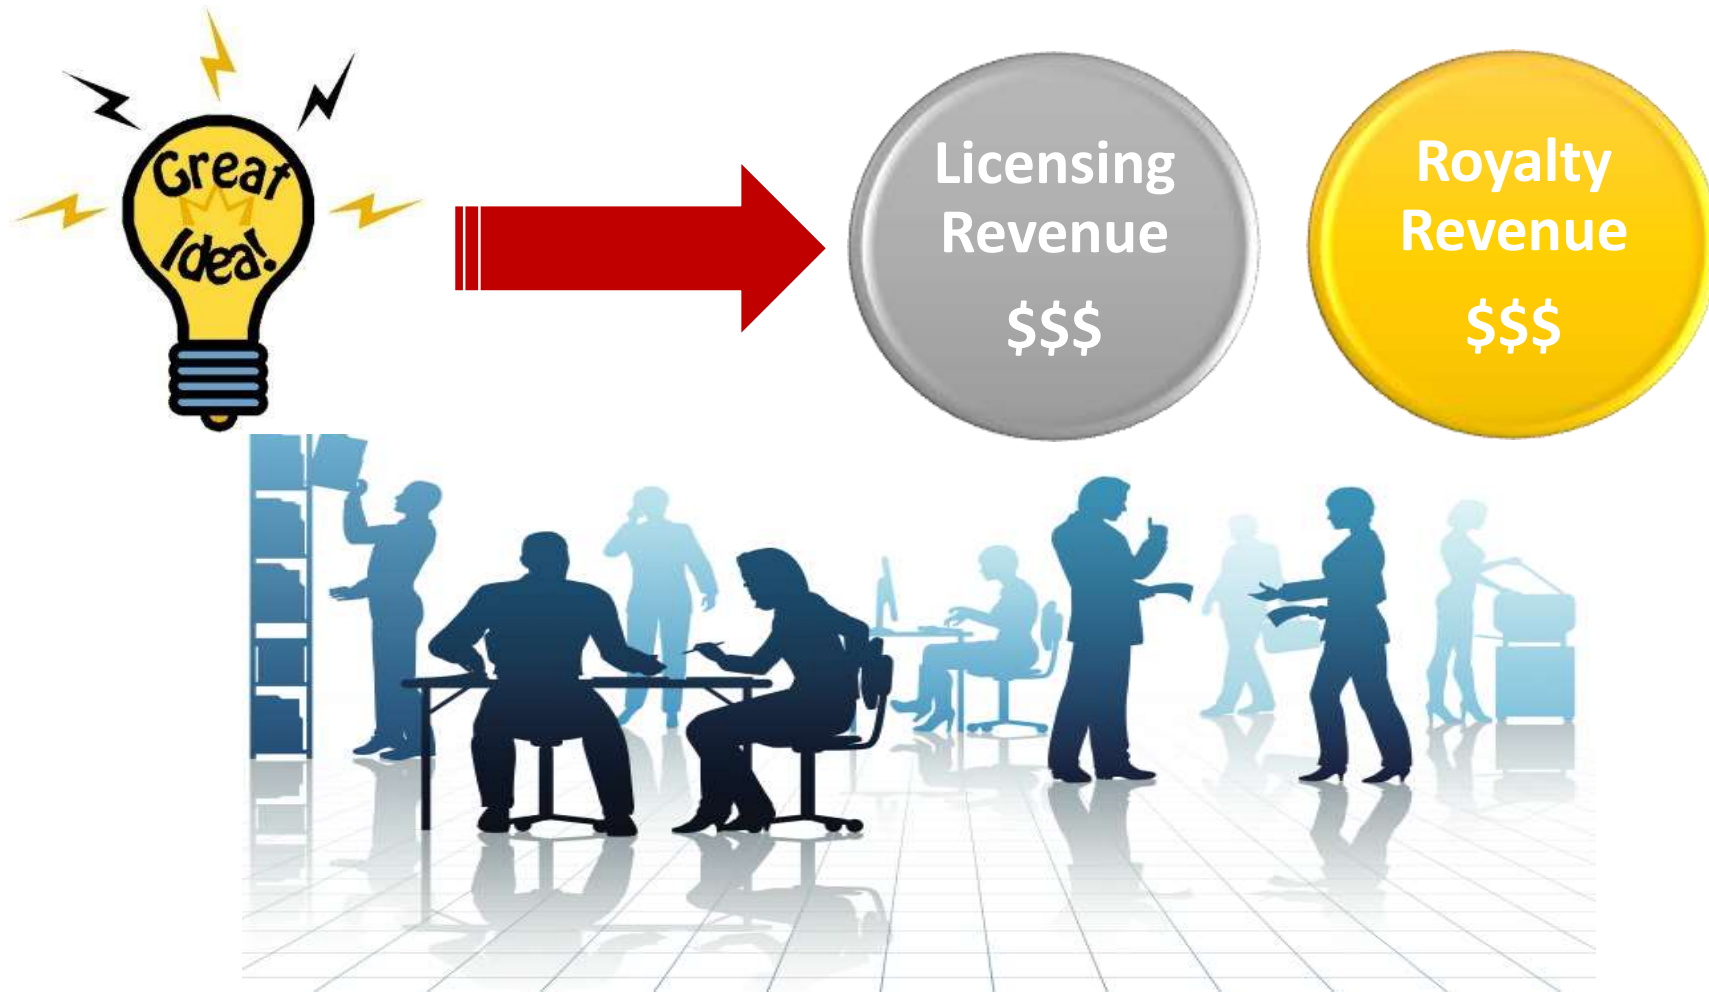 Great
Idea!
Licensing
Revenue
$$$
Royalty
Revenue
$$$